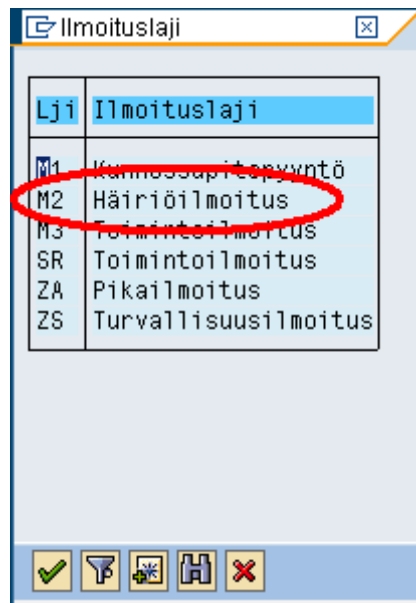 Ilmoituslaji
Lji Ilmoituslaji
M1 Kunnossapitopyyntö
M2 Häiriöilmoitus
M3 Toimintoilmoitus
SR Toimintoilmoitus
ZA Pikailmoitus
ZS Turvallisuusilmoitus